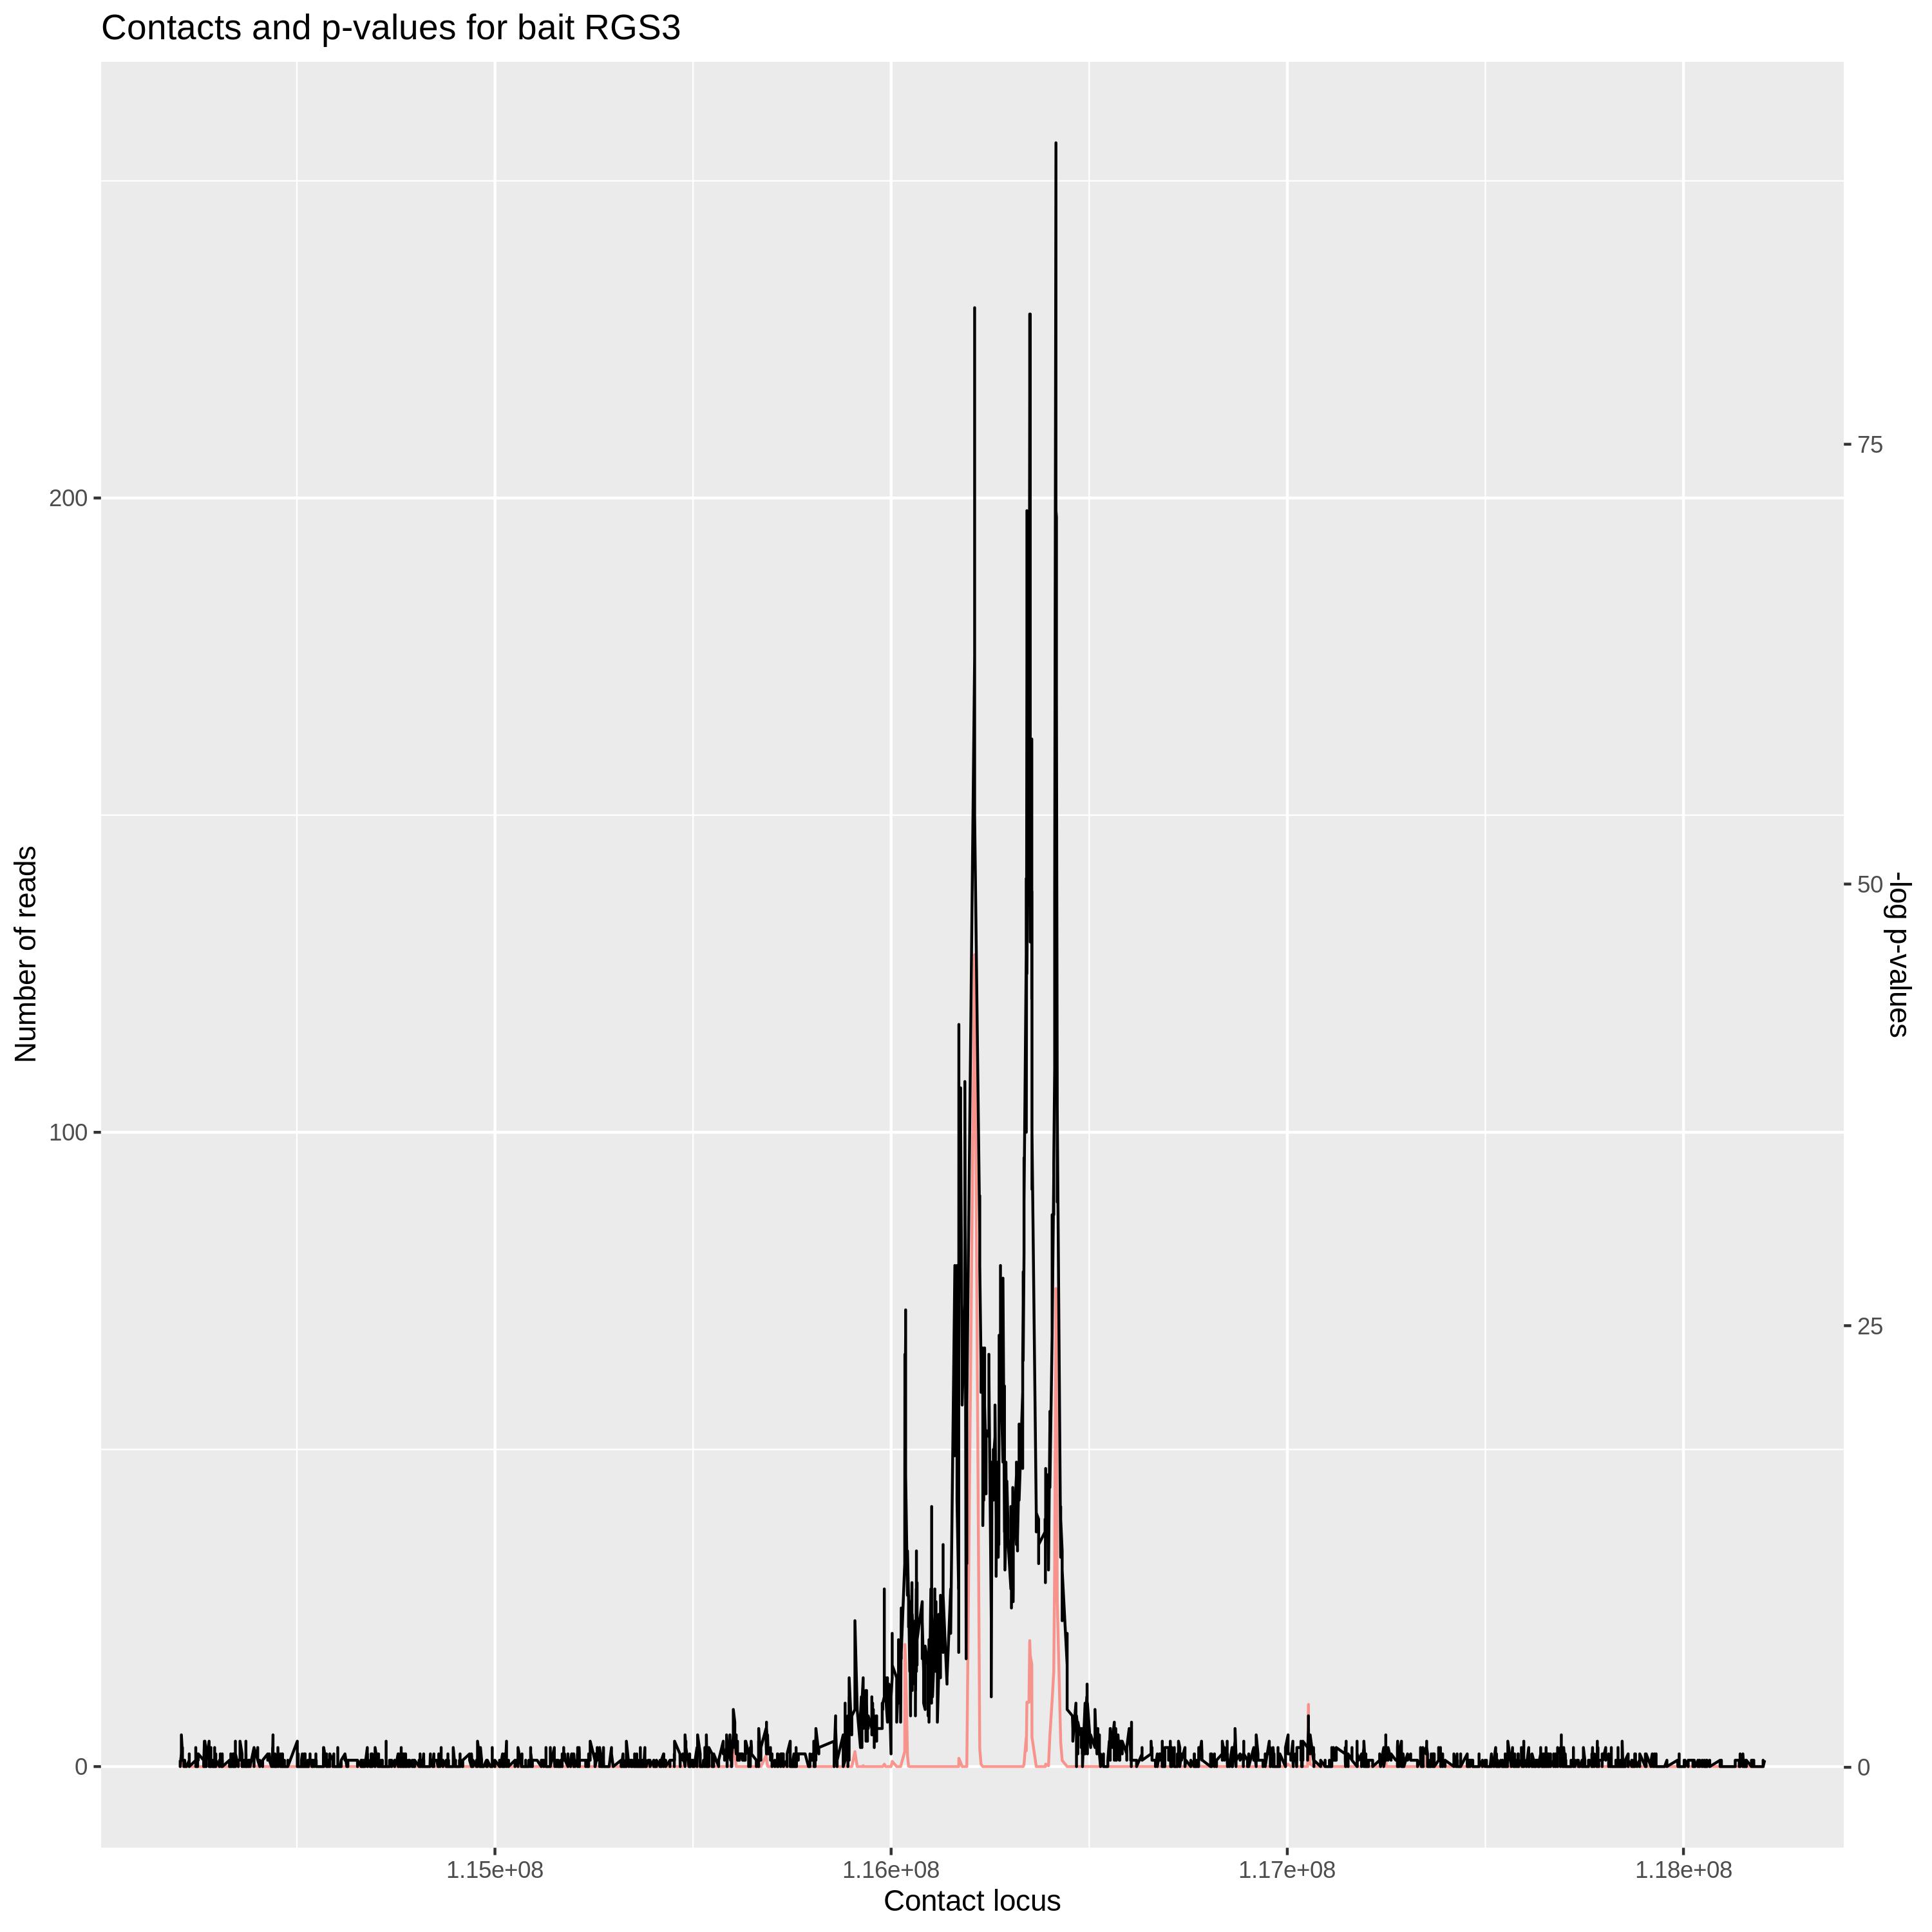 Contacts and p-values for bait RGS3
Number of reads
200
100
0
75
50
25
0
-log p-values
1.15e+08
1.16e+08
1.17e+08
1.18e+08
Contact locus